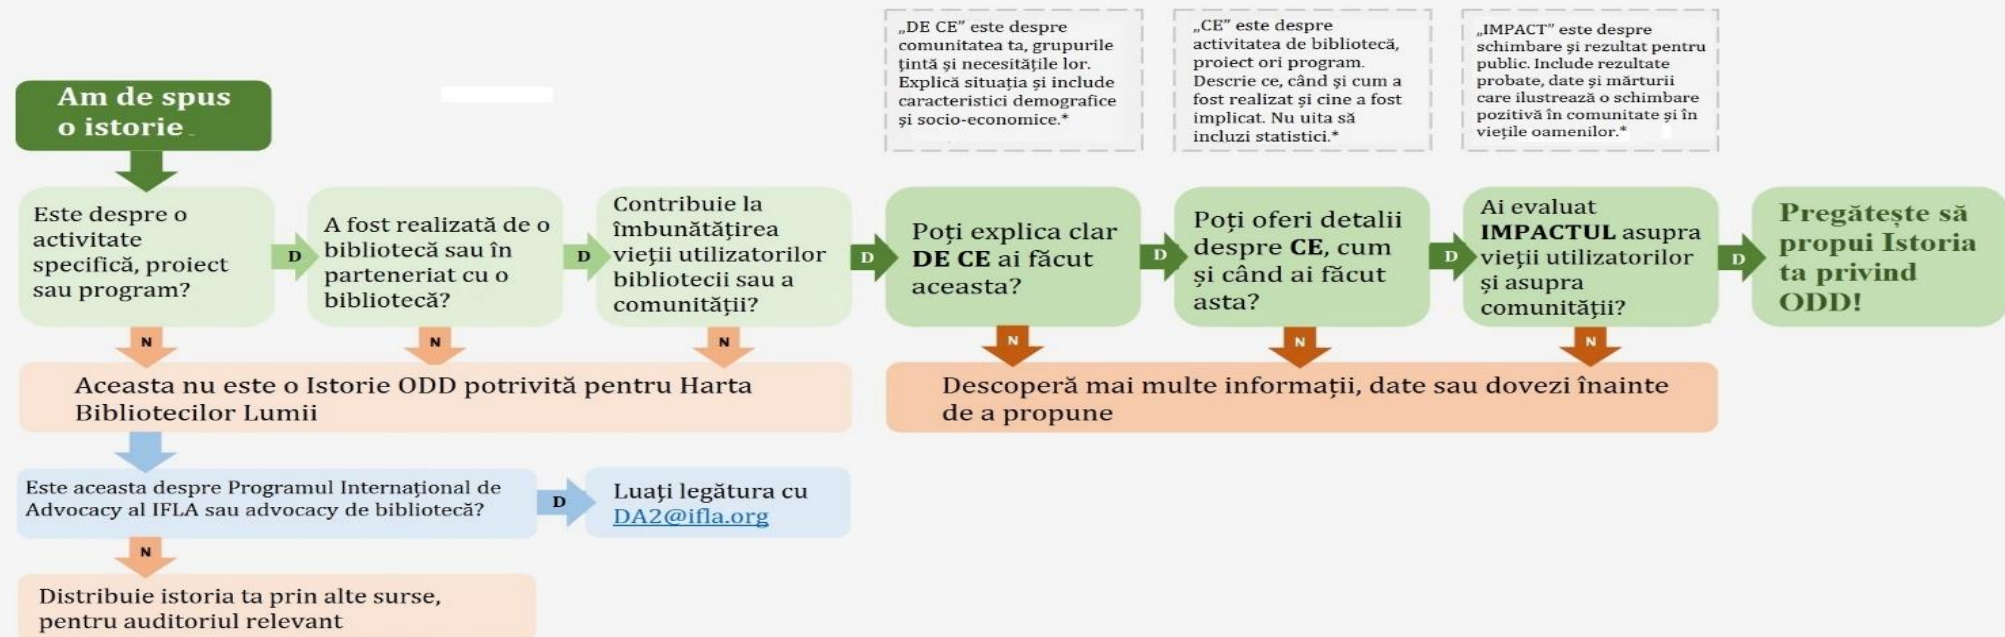 „DE CE” este despre
comunitatea ta, grupurile
țintă și necesitățile lor.
Explică situația și include
caracteristici demografice
și socio-economice.*
„CE” este despre
activitatea de bibliotecă,
proiect ori program.
Descrie ce, când și cum a
fost realizat și cine a fost
implicat. Nu uita să
incluzi statistici.*
„IMPACT” este despre
schimbare și rezultat pentru
public. Include rezultate
probate, date și mărturii
care ilustrează o schimbare
pozitivă în comunitate și în
viețile oamenilor.*
Am de spus
o istorie
Este despre o
activitate
specifică, proiect
sau program?
D
A fost realizată de o
bibliotecă sau în
parteneriat cu o
bibliotecă?
D
Contribuie la
îmbunătățirea
vieții utilizatorilor
bibliotecii sau a
comunității?
D
Poți explica clar
DE CE ai făcut
aceasta?
D
Poți oferi detalii
despre CE, cum
și când ai făcut
asta?
D
Ai evaluat
IMPACTUL asupra
vieții utilizatorilor
și asupra
comunității?
D
Pregătește să
propui Istoria
ta privind
ODD!
N
N
N
N
N
N
Aceasta nu este o Istorie ODD potrivită pentru Harta
Bibliotecilor Lumii
Descoperă mai multe informații, date sau dovezi înainte
de a propune
Este aceasta despre Programul Internațional de
Advocacy al IFLA sau advocacy de bibliotecă?
D
Luați legătura cu
DA2@ifla.org
N
Distribuie istoria ta prin alte surse,
pentru auditoriul relevant